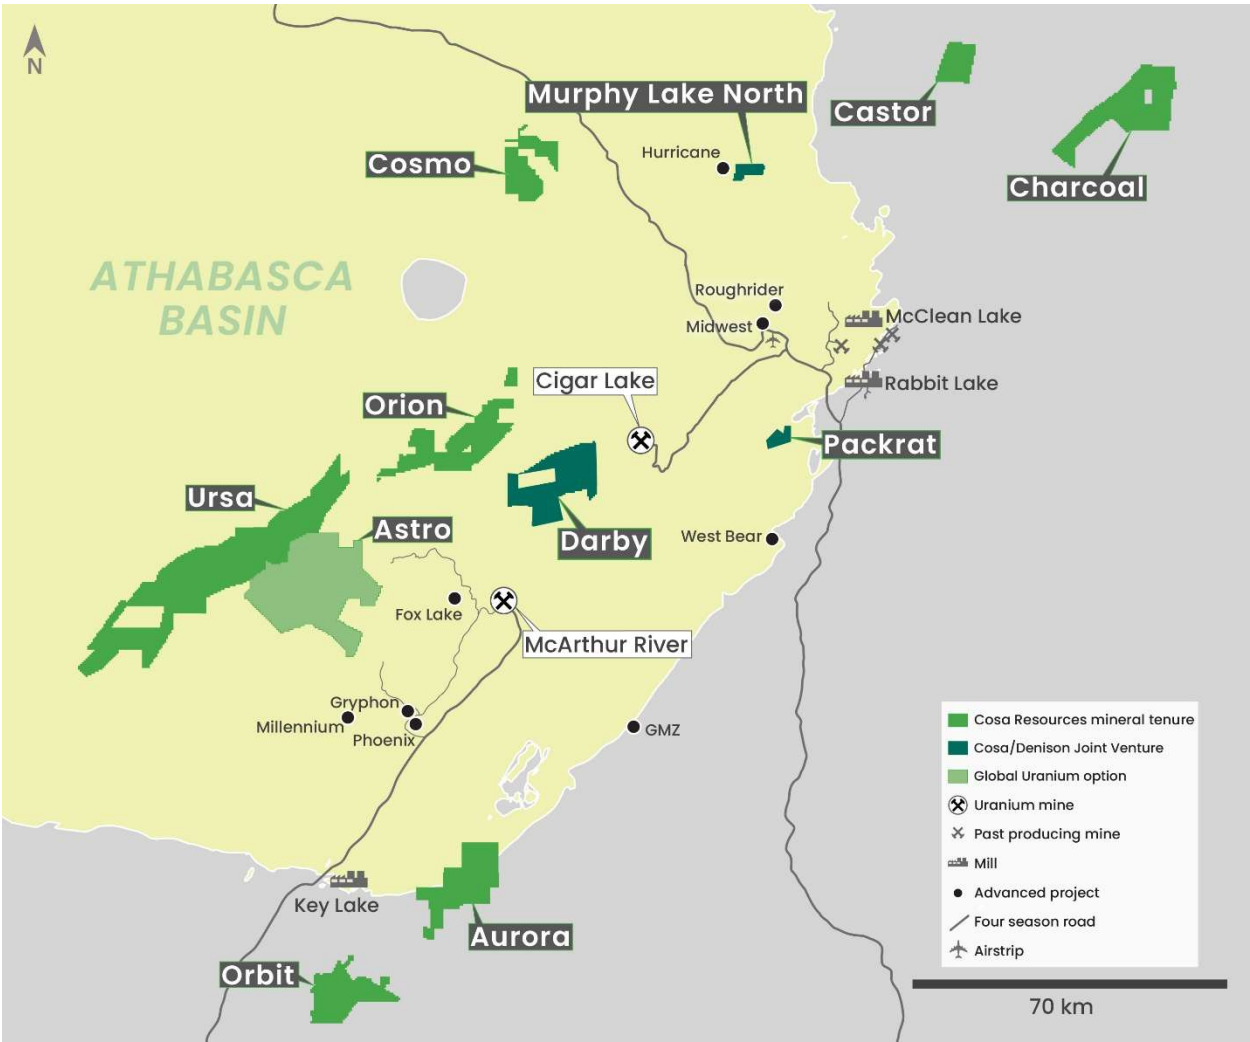 N
Murphy Lake North
Castor
Charcoal
Cosmo
Hurricane
ATHABASCA
BASIN
Roughrider
Midwest
McClean Lake
Rabbit Lake
Cigar Lake
Orion
Packrat
Ursa
Astro
Darby
West Bear
Fox Lake
McArthur River
Gryphon
Millennium
Phoenix
GMZ
Key Lake
Aurora
Orbit
Cosa Resources mineral tenure
Cosa/Denison Joint Venture
Global Uranium option
Uranium mine
Past producing mine
Mill
Advanced project
Four season road
Airstrip
70 km